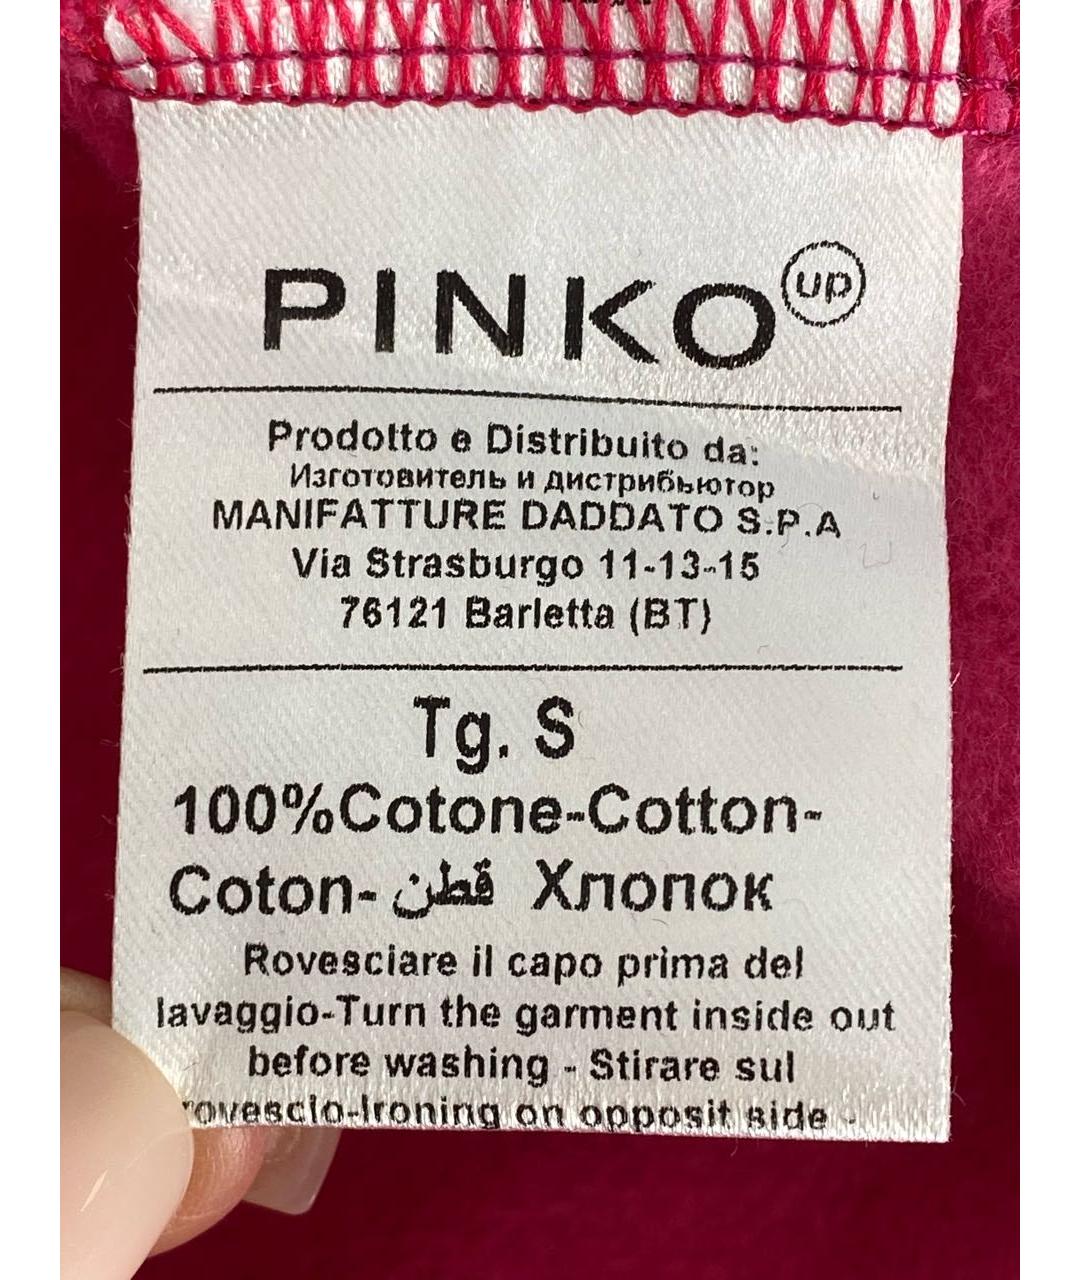 PINKO up
Prodotto e Distribuito da:
Изготовитель и дистрибьютор
MANIFATTURE DADDATO S.P.A
Via Strasburgo 11-13-15
76121 Barletta (BT)
Tg. S
100%Cotone-Cotton-
Coton- قطن Хлопок
Rovesciare il capo prima del
lavaggio-Turn the garment inside out
before washing - Stirare sul
rovescio-Ironing on opposit side -